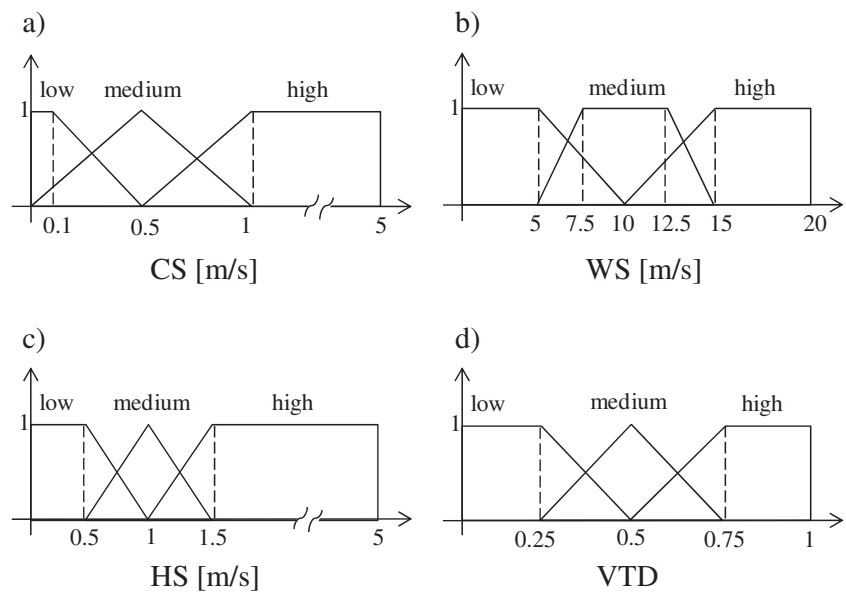 a)
low medium high
1
0.1 0.5 1 5
CS [m/s]
b)
low medium high
1
5 7.5 10 12.5 15 20
WS [m/s]
c)
low medium high
1
0.5 1 1.5 5
HS [m/s]
d)
low medium high
1
0.25 0.5 0.75 1
VTD